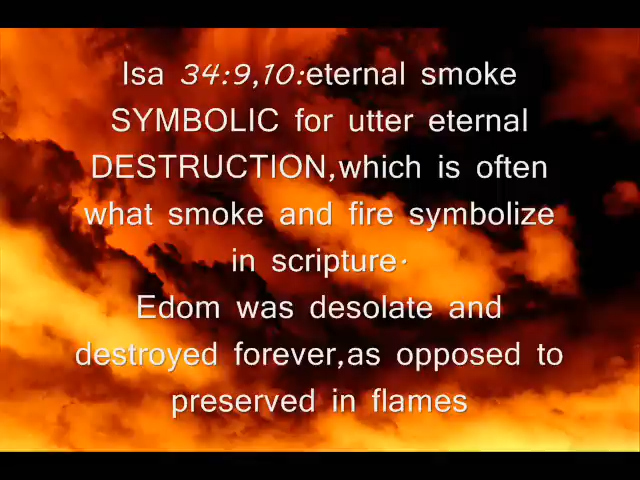 Isa 34:9,10:eternal smoke
SYMBOLIC for utter eternal
DESTRUCTION,which is often
what smoke and fire symbolize
in scripture.
Edom was desolate and
destroyed forever,as opposed to
preserved in flames